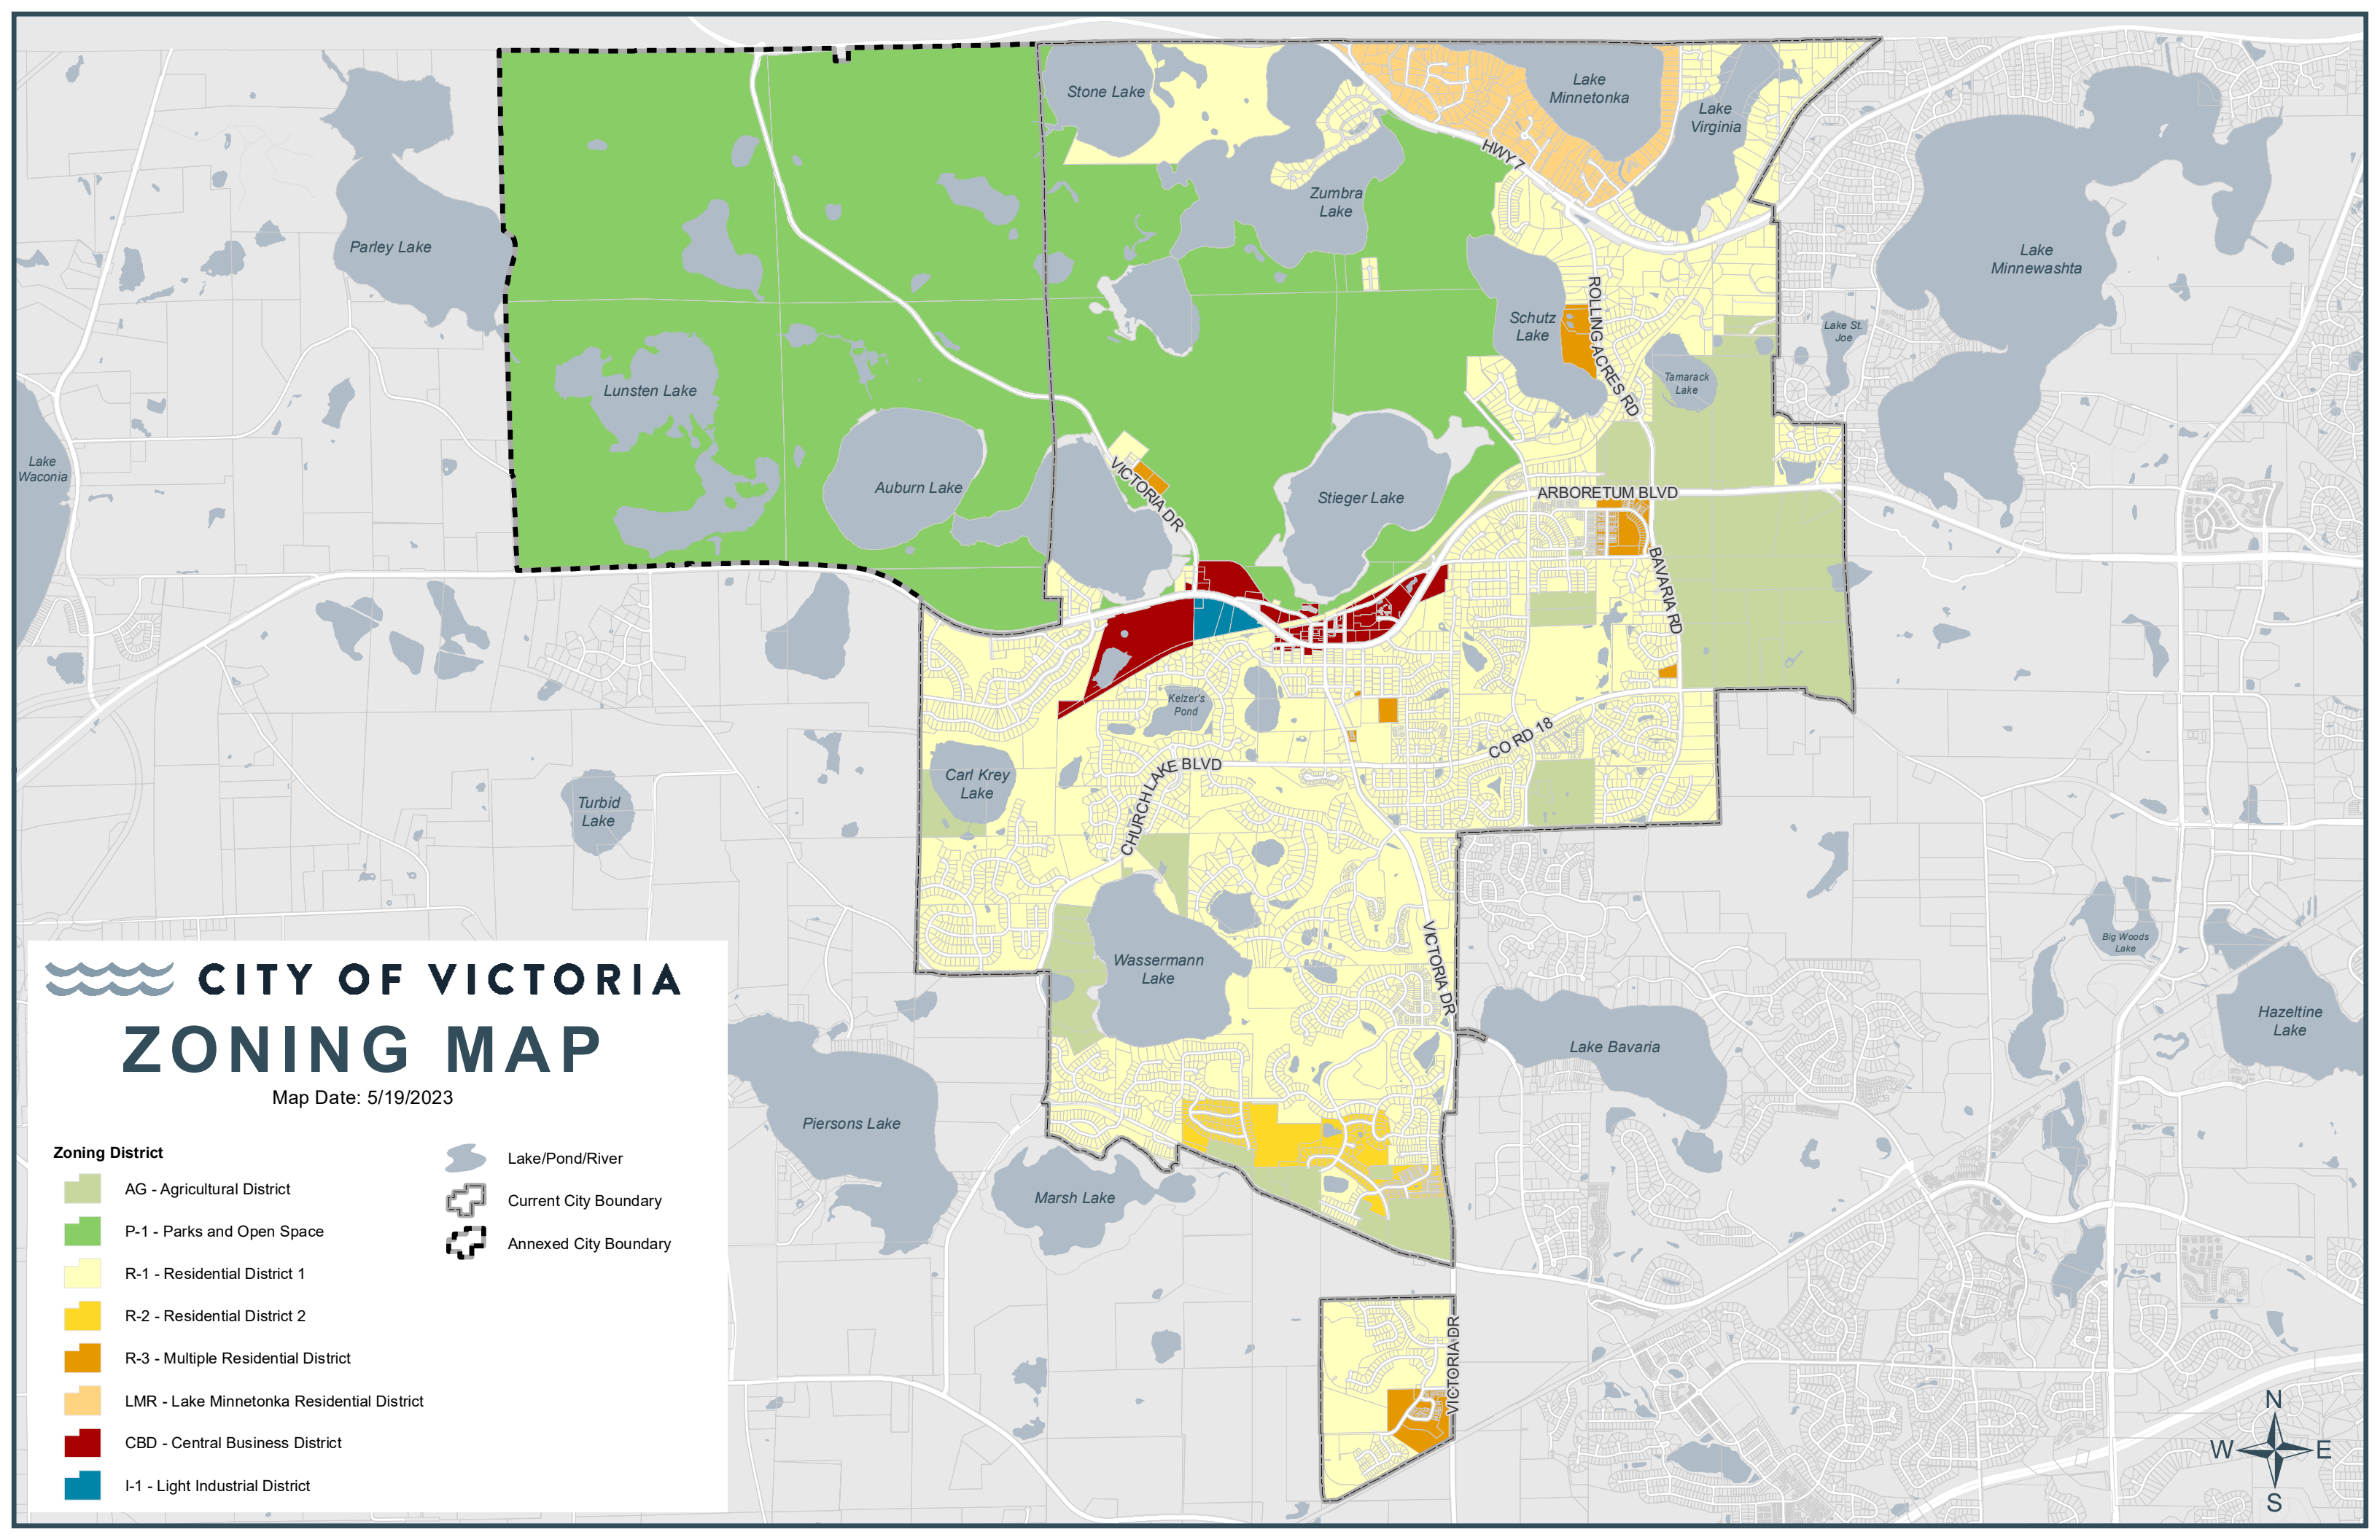 Stone Lake
Lake
Minnetonka
Lake
Virginia
HWY 7
Zumbra
Lake
Parley Lake
Lake
Minnewashta
ROLLING ACRES RD
Schutz
Lake
Lake St.
Joe
Tamarack
Lake
Lunsten Lake
Lake
Waconia
VICTORIA DR
Auburn Lake
Stieger Lake
ARBORETUM BLVD
BAVARIA RD
Kelzer's
Pond
CO RD 18
CHURCH LAKE BLVD
Carl Krey
Lake
Turbid
Lake
Wassermann
Lake
VICTORIA DR
Big Woods
Lake
Hazeltine
Lake
Lake Bavaria
Piersons Lake
Marsh Lake
VICTORIA DR
CITY OF VICTORIA
ZONING MAP
Map Date: 5/19/2023
Zoning District
AG - Agricultural District
P-1 - Parks and Open Space
R-1 - Residential District 1
R-2 - Residential District 2
R-3 - Multiple Residential District
LMR - Lake Minnetonka Residential District
CBD - Central Business District
I-1 - Light Industrial District
Lake/Pond/River
Current City Boundary
Annexed City Boundary
N
W
E
S